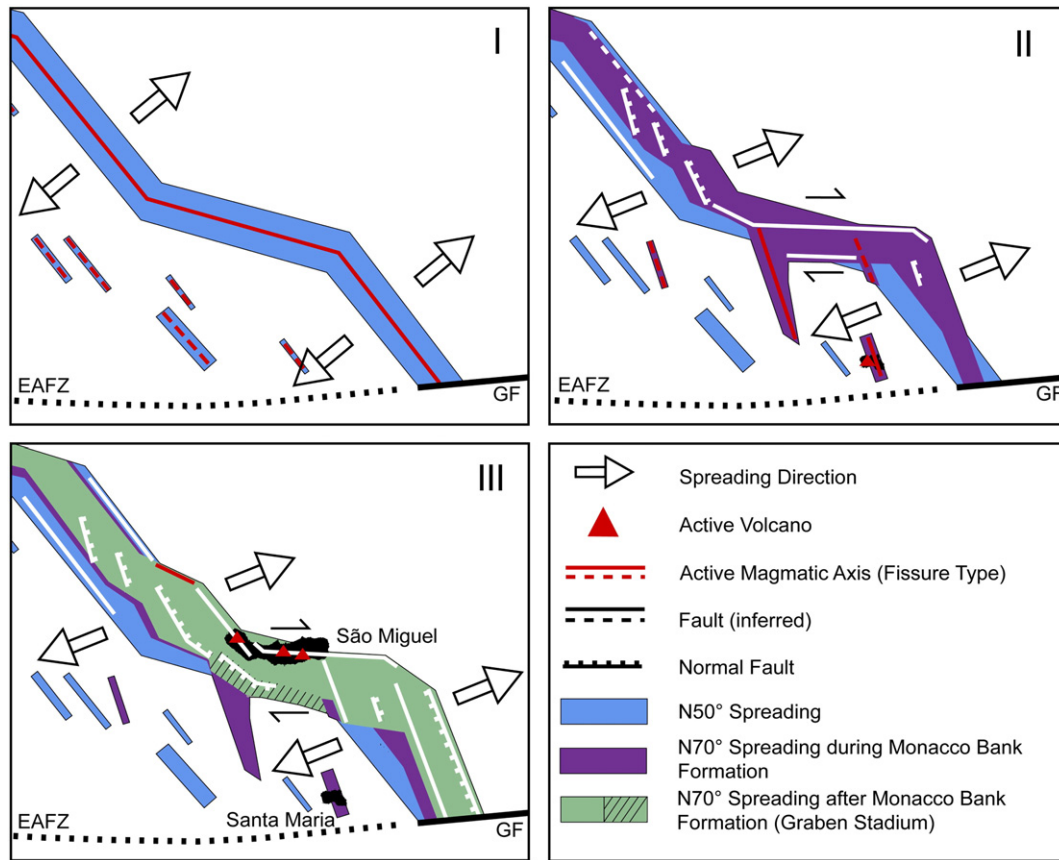 I
EAFZ
GF
II
EAFZ
GF
III
São Miguel
Santa Maria
EAFZ
GF
Spreading Direction
Active Volcano
Active Magmatic Axis (Fissure Type)
Fault (inferred)
Normal Fault
N50° Spreading
N70° Spreading during Monacco Bank
Formation
N70° Spreading after Monacco Bank
Formation (Graben Stadium)